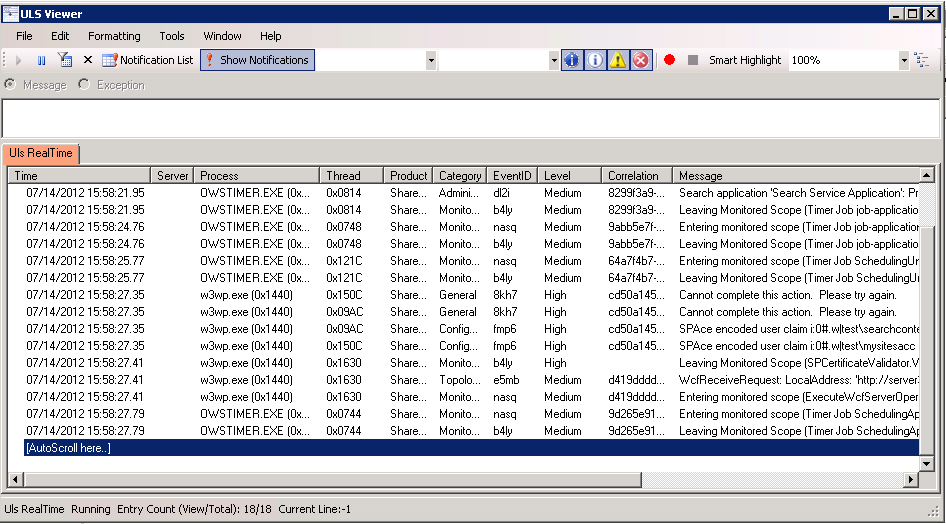 ULS Viewer
File Edit Formatting Tools Window Help
Notification List Show Notifications Smart Highlight 100%
Message Exception
Uls RealTime
Time Server Process Thread Product Category EventID Level Correlation Message
07/14/2012 15:58:21.95 OWSTIMER.EXE (0x... 0x0814 Share... Admini... dl2i Medium 8299f3a9-... Search application 'Search Service Application': Pr
07/14/2012 15:58:21.95 OWSTIMER.EXE (0x... 0x0814 Share... Monito... b4ly Medium 8299f3a9-... Leaving Monitored Scope (Timer Job job-applicatio
07/14/2012 15:58:24.76 OWSTIMER.EXE (0x... 0x0748 Share... Monito... nasq Medium 9abb5e7f-... Entering monitored scope (Timer Job job-application
07/14/2012 15:58:24.76 OWSTIMER.EXE (0x... 0x0748 Share... Monito... b4ly Medium 9abb5e7f-... Leaving Monitored Scope (Timer Job job-applicatio
07/14/2012 15:58:25.77 OWSTIMER.EXE (0x... 0x121C Share... Monito... nasq Medium 64a7f4b7-... Entering monitored scope (Timer Job SchedulingUr
07/14/2012 15:58:25.77 OWSTIMER.EXE (0x... 0x121C Share... Monito... b4ly Medium 64a7f4b7-... Leaving Monitored Scope (Timer Job SchedulingU
07/14/2012 15:58:27.35 w3wp.exe (0x1440) 0x150C Share... General 8kh7 High cd50a145... Cannot complete this action. Please try again.
07/14/2012 15:58:27.35 w3wp.exe (0x1440) 0x09AC Share... General 8kh7 High cd50a145... Cannot complete this action. Please try again.
07/14/2012 15:58:27.35 w3wp.exe (0x1440) 0x09AC Share... Config... fmp6 High cd50a145... SPAce encoded user claim i:0#.w|test\searchconte
07/14/2012 15:58:27.35 w3wp.exe (0x1440) 0x150C Share... Config... fmp6 High cd50a145... SPAce encoded user claim i:0#.w|test\mysitesacc
07/14/2012 15:58:27.41 w3wp.exe (0x1440) 0x1630 Share... Monito... b4ly High Leaving Monitored Scope (SPCertificateValidator.V
07/14/2012 15:58:27.41 w3wp.exe (0x1440) 0x1630 Share... Topolo... e5mb Medium d419dddd... WcfReceiveRequest: LocalAddress: 'http://server
07/14/2012 15:58:27.41 w3wp.exe (0x1440) 0x1630 Share... Monito... nasq Medium d419dddd... Entering monitored scope (ExecuteWcfServerOper
07/14/2012 15:58:27.79 OWSTIMER.EXE (0x... 0x0744 Share... Monito... nasq Medium 9d265e91... Entering monitored scope (Timer Job SchedulingAp
07/14/2012 15:58:27.79 OWSTIMER.EXE (0x... 0x0744 Share... Monito... b4ly Medium 9d265e91... Leaving Monitored Scope (Timer Job SchedulingA
[AutoScroll here..]
Uls RealTime Running Entry Count (View/Total): 18/18 Current Line:-1